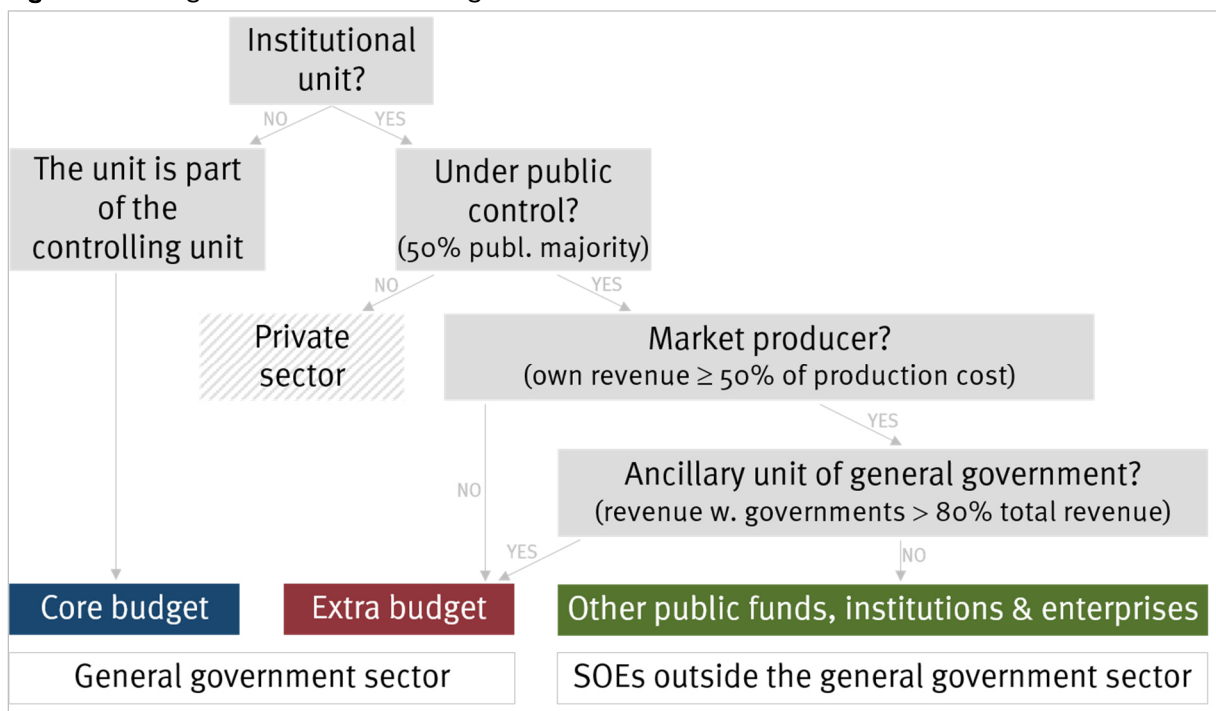 Institutional
unit?
NO
YES
The unit is part
of the
controlling unit
Under public
control?
(50% publ. majority)
NO
YES
Private
sector
Market producer?
(own revenue ≥ 50% of production cost)
YES
NO
Ancillary unit of general government?
(revenue w. governments > 80% total revenue)
YES
NO
Core budget
Extra budget
Other public funds, institutions & enterprises
General government sector
SOEs outside the general government sector